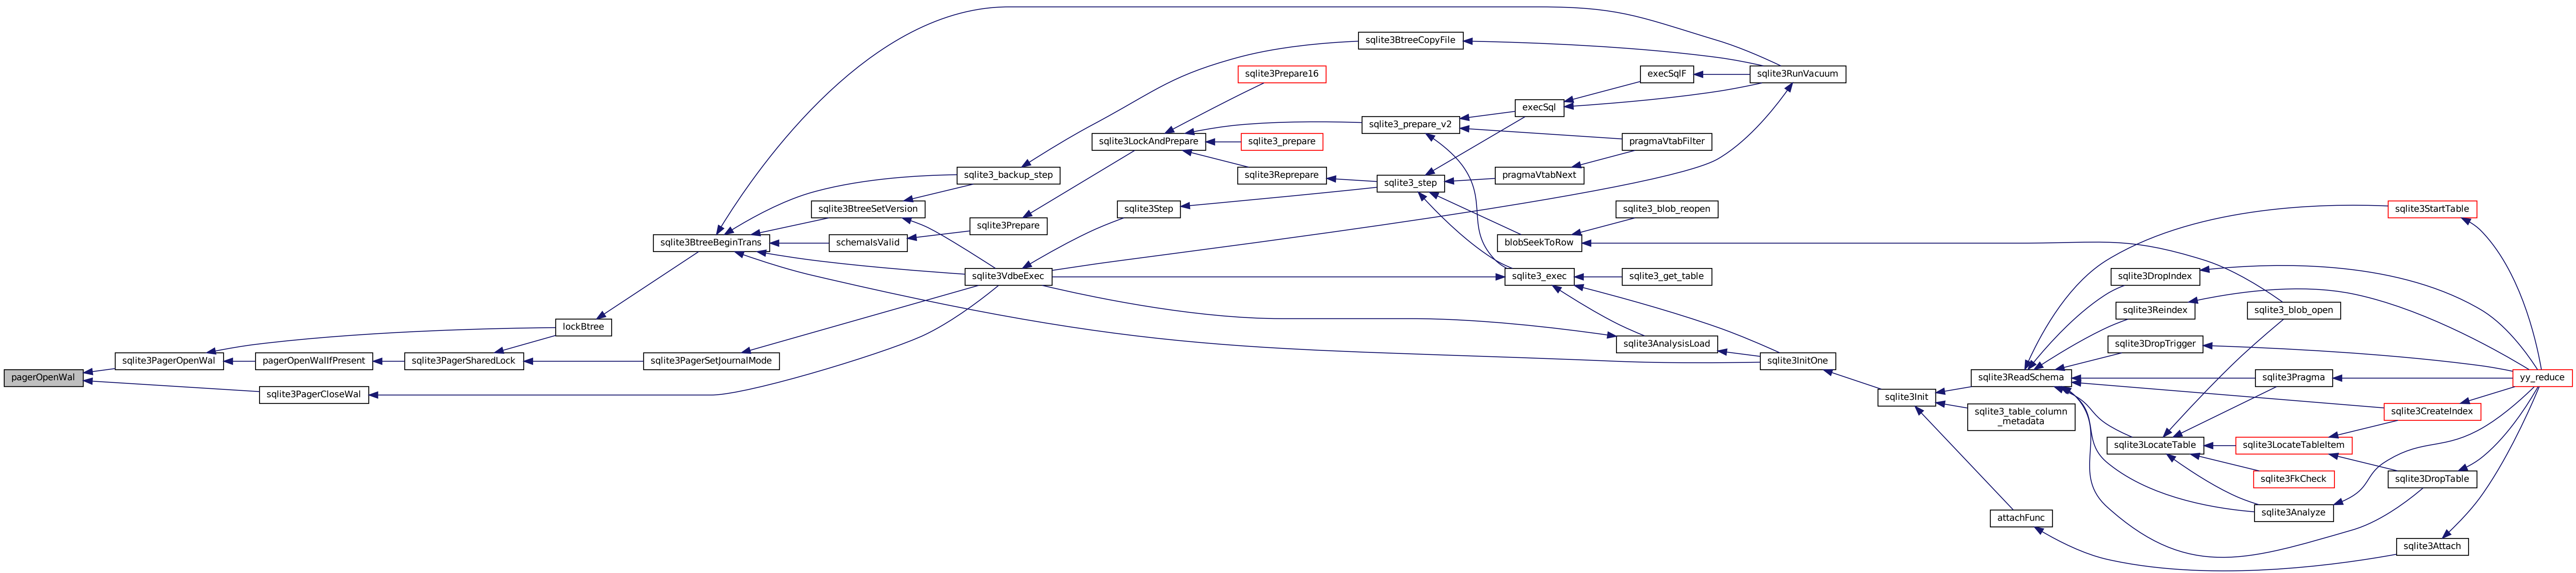 pagerOpenWal
sqlite3PagerOpenWal
sqlite3PagerCloseWal
pagerOpenWalIfPresent
sqlite3PagerSharedLock
lockBtree
sqlite3PagerSetJournalMode
sqlite3BtreeBeginTrans
sqlite3BtreeSetVersion
schemaIsValid
sqlite3_backup_step
sqlite3Prepare
sqlite3VdbeExec
sqlite3LockAndPrepare
sqlite3Step
sqlite3Prepare16
sqlite3_prepare
sqlite3Reprepare
sqlite3BtreeCopyFile
sqlite3_prepare_v2
sqlite3_step
execSql
pragmaVtabNext
blobSeekToRow
sqlite3_exec
execSqlF
pragmaVtabFilter
sqlite3_blob_reopen
sqlite3_get_table
sqlite3AnalysisLoad
sqlite3RunVacuum
sqlite3InitOne
sqlite3Init
sqlite3ReadSchema
sqlite3_table_column
_metadata
attachFunc
sqlite3DropIndex
sqlite3Reindex
sqlite3DropTrigger
sqlite3LocateTable
sqlite3_blob_open
sqlite3Pragma
sqlite3LocateTableItem
sqlite3FkCheck
sqlite3Analyze
sqlite3StartTable
sqlite3CreateIndex
sqlite3DropTable
sqlite3Attach
yy_reduce